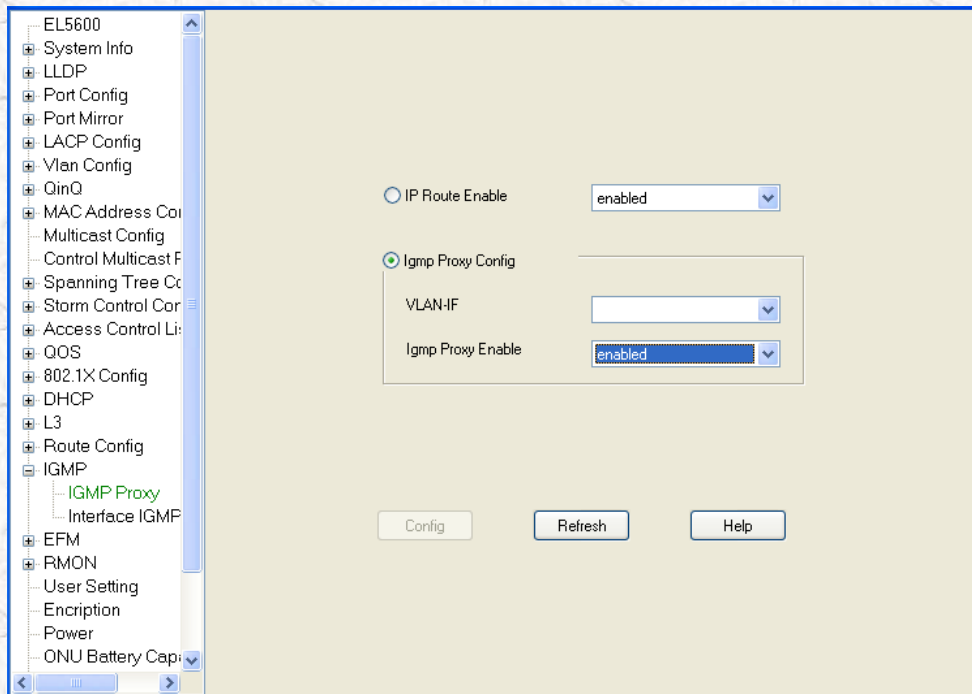 EL5600
System Info
LLDP
Port Config
Port Mirror
LACP Config
Vlan Config
QinQ
MAC Address Co
Multicast Config
Control Multicast
Spanning Tree Co
Storm Control Con
Access Control Li
QOS
802.1X Config
DHCP
L3
Route Config
IGMP
IGMP Proxy
Interface IGMP
EFM
RMON
User Setting
Encription
Power
ONU Battery Cap
IP Route Enable enabled
Igmp Proxy Config
VLAN-IF
Igmp Proxy Enable enabled
Config Refresh Help